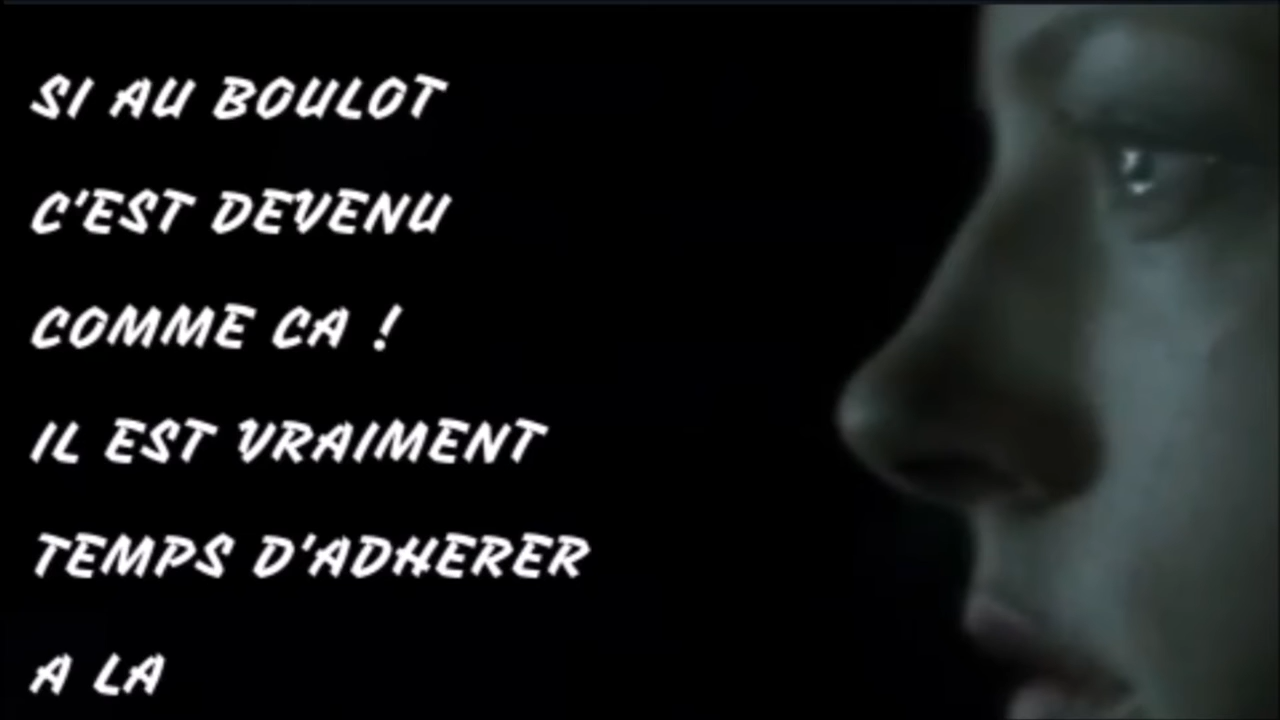 SI AU BOULOT
C'EST DEVENU
COMME CA !
IL EST VRAIMENT
TEMPS D'ADHERER
A LA